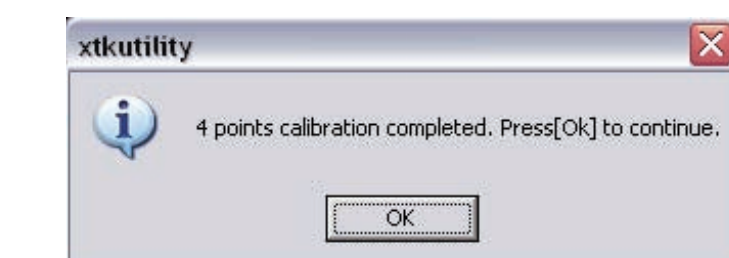 xtkutility
4 points calibration completed. Press[Ok] to continue.
OK